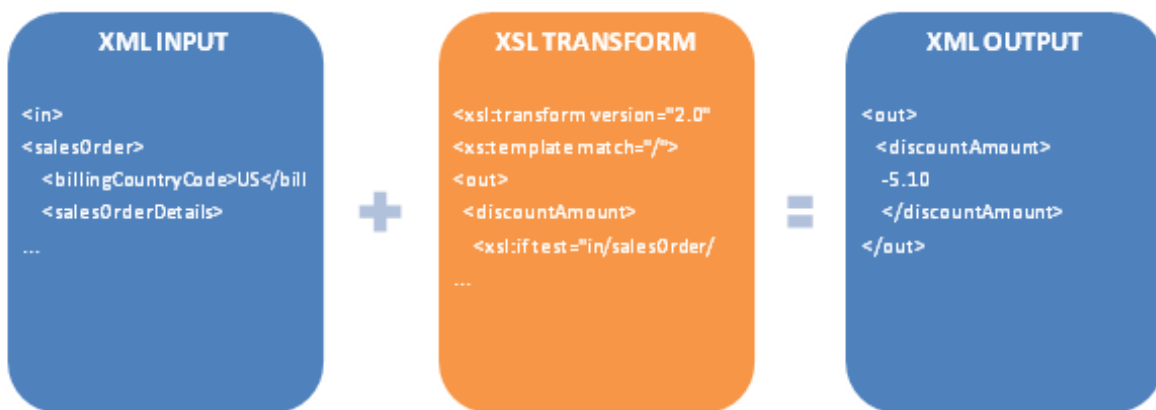 XML INPUT
<in>
<salesOrder>
<billingCountryCode>US</bill
<salesOrderDetails>
...
+
XSL TRANSFORM
<xsl:transform version="2.0"
<xs:template match="/">
<out>
<discountAmount>
<xsl:if test="in/salesOrder/
...
=
XML OUTPUT
<out>
<discountAmount>
-5.10
</discountAmount>
</out>